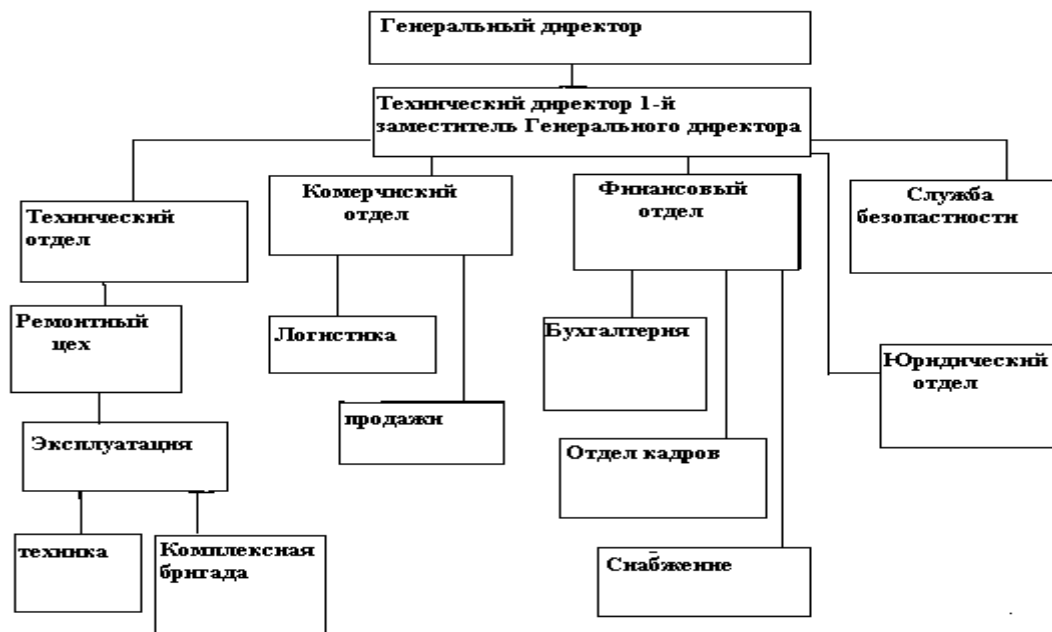 Генеральный директор
Технический директор 1-й
заместитель Генерального директора
Технический
отдел
Комерчиский
отдел
Финансовый
отдел
Служба
безопастности
Ремонтный
цех
Логистика
Бухгалтерия
Юридический
отдел
продажи
Эксплуатация
Отдел кадров
техника
Комплексная
бригада
Снабжение